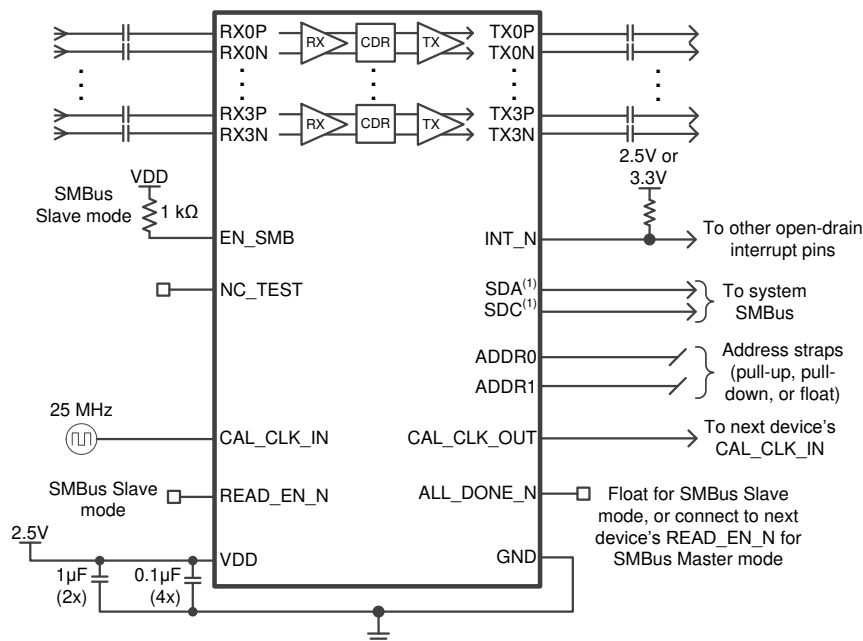 RX0P
RX0N
RX
CDR
TX
TX0P
TX0N
RX3P
RX3N
RX
CDR
TX
TX3P
TX3N
SMBus
Slave mode
VDD
1 kΩ
EN_SMB
2.5V or
3.3V
INT_N
To other open-drain
interrupt pins
NC_TEST
SDA(1)
SDC(1)
To system
SMBus
ADDR0
ADDR1
Address straps
(pull-up, pull-
down, or float)
25 MHz
CAL_CLK_IN
CAL_CLK_OUT
To next device’s
CAL_CLK_IN
SMBus Slave
mode
READ_EN_N
ALL_DONE_N
Float for SMBus Slave
mode, or connect to next
device’s READ_EN_N for
SMBus Master mode
2.5V
VDD
GND
1μF
(2x)
0.1μF
(4x)